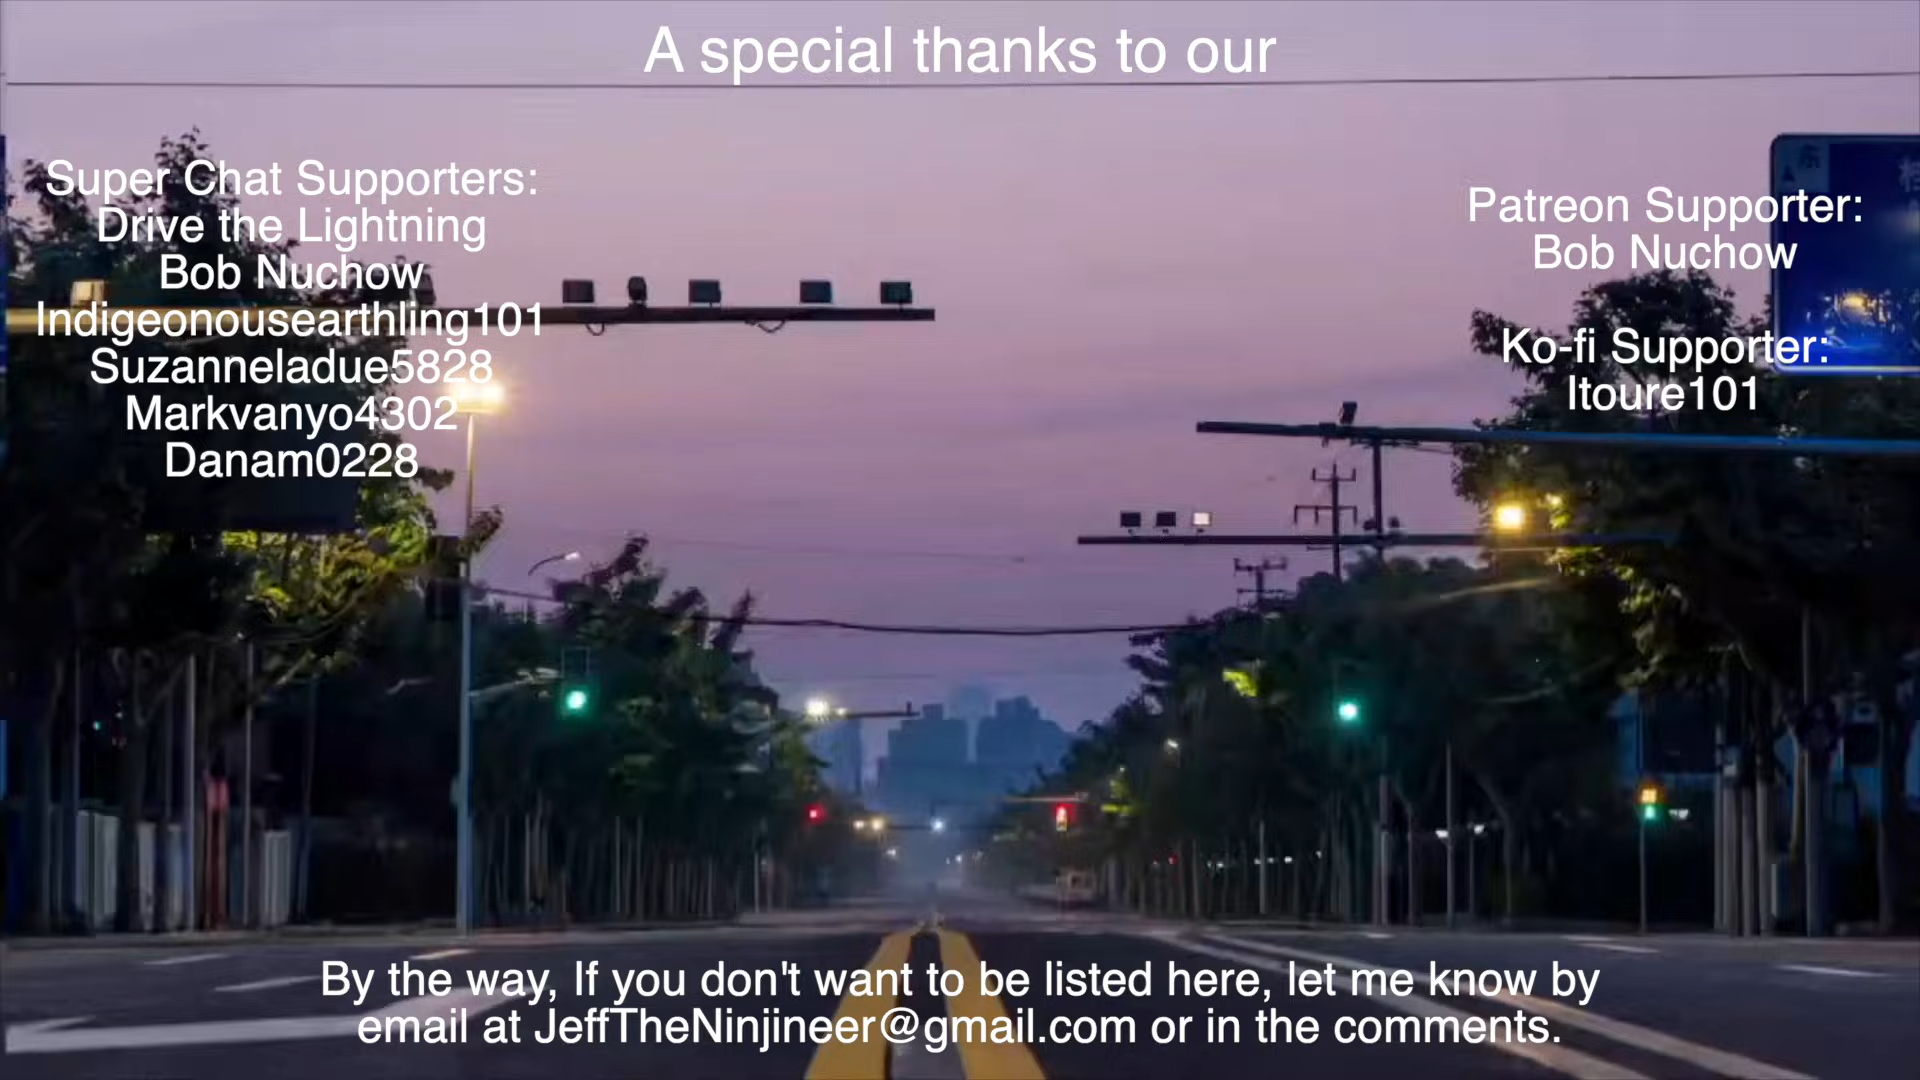 A special thanks to our
Super Chat Supporters:
Drive the Lightning
Bob Nuchow
Indigeonousearthling101
Suzanneladue5828
Markvanyo4302
Danam0228
Patreon Supporter:
Bob Nuchow
Ko-fi Supporter:
Itoure101
By the way, If you don't want to be listed here, let me know by
email at JeffTheNinjineer@gmail.com or in the comments.